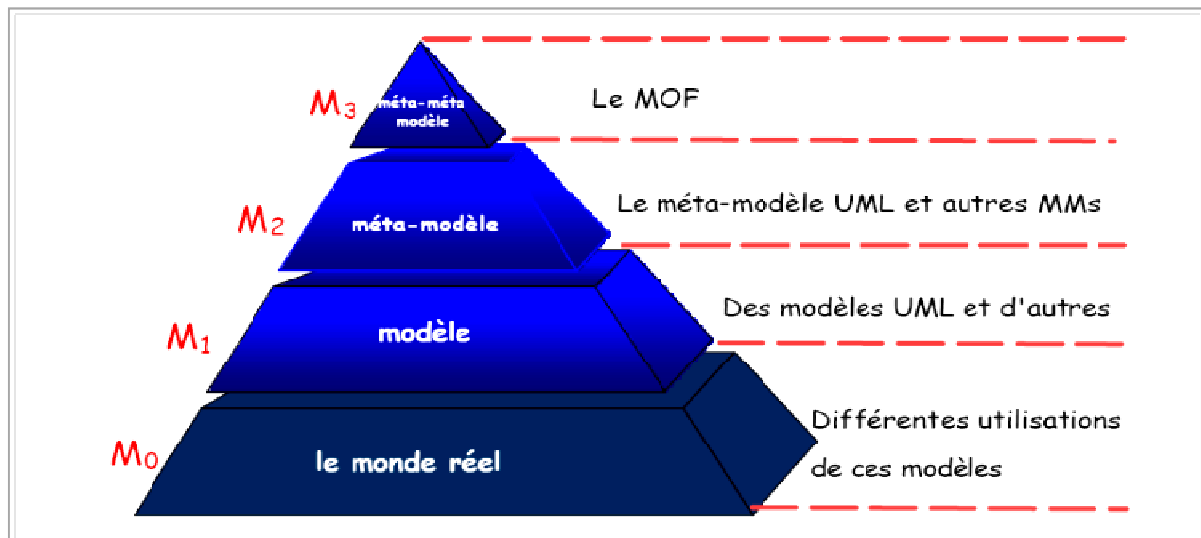 M3
méta-méta
modèle
Le MOF
M2
méta-modèle
Le méta-modèle UML et autres MMs
M1
modèle
Des modèles UML et d'autres
M0
le monde réel
Différentes utilisations
de ces modèles